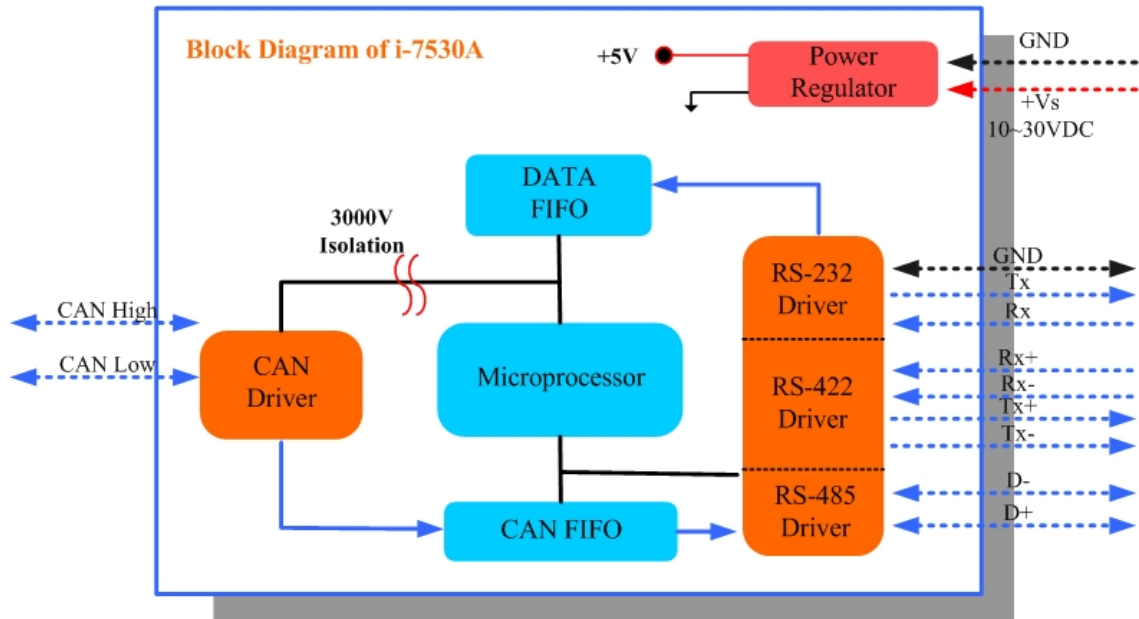 Block Diagram of i-7530A
+5V
Power
Regulator
GND
+Vs
10~30VDC
DATA
FIFO
3000V
Isolation
CAN High
CAN Low
CAN
Driver
Microprocessor
CAN FIFO
RS-232
Driver
RS-422
Driver
RS-485
Driver
GND
Tx
Rx
Rx+
Rx-
Tx+
Tx-
D-
D+